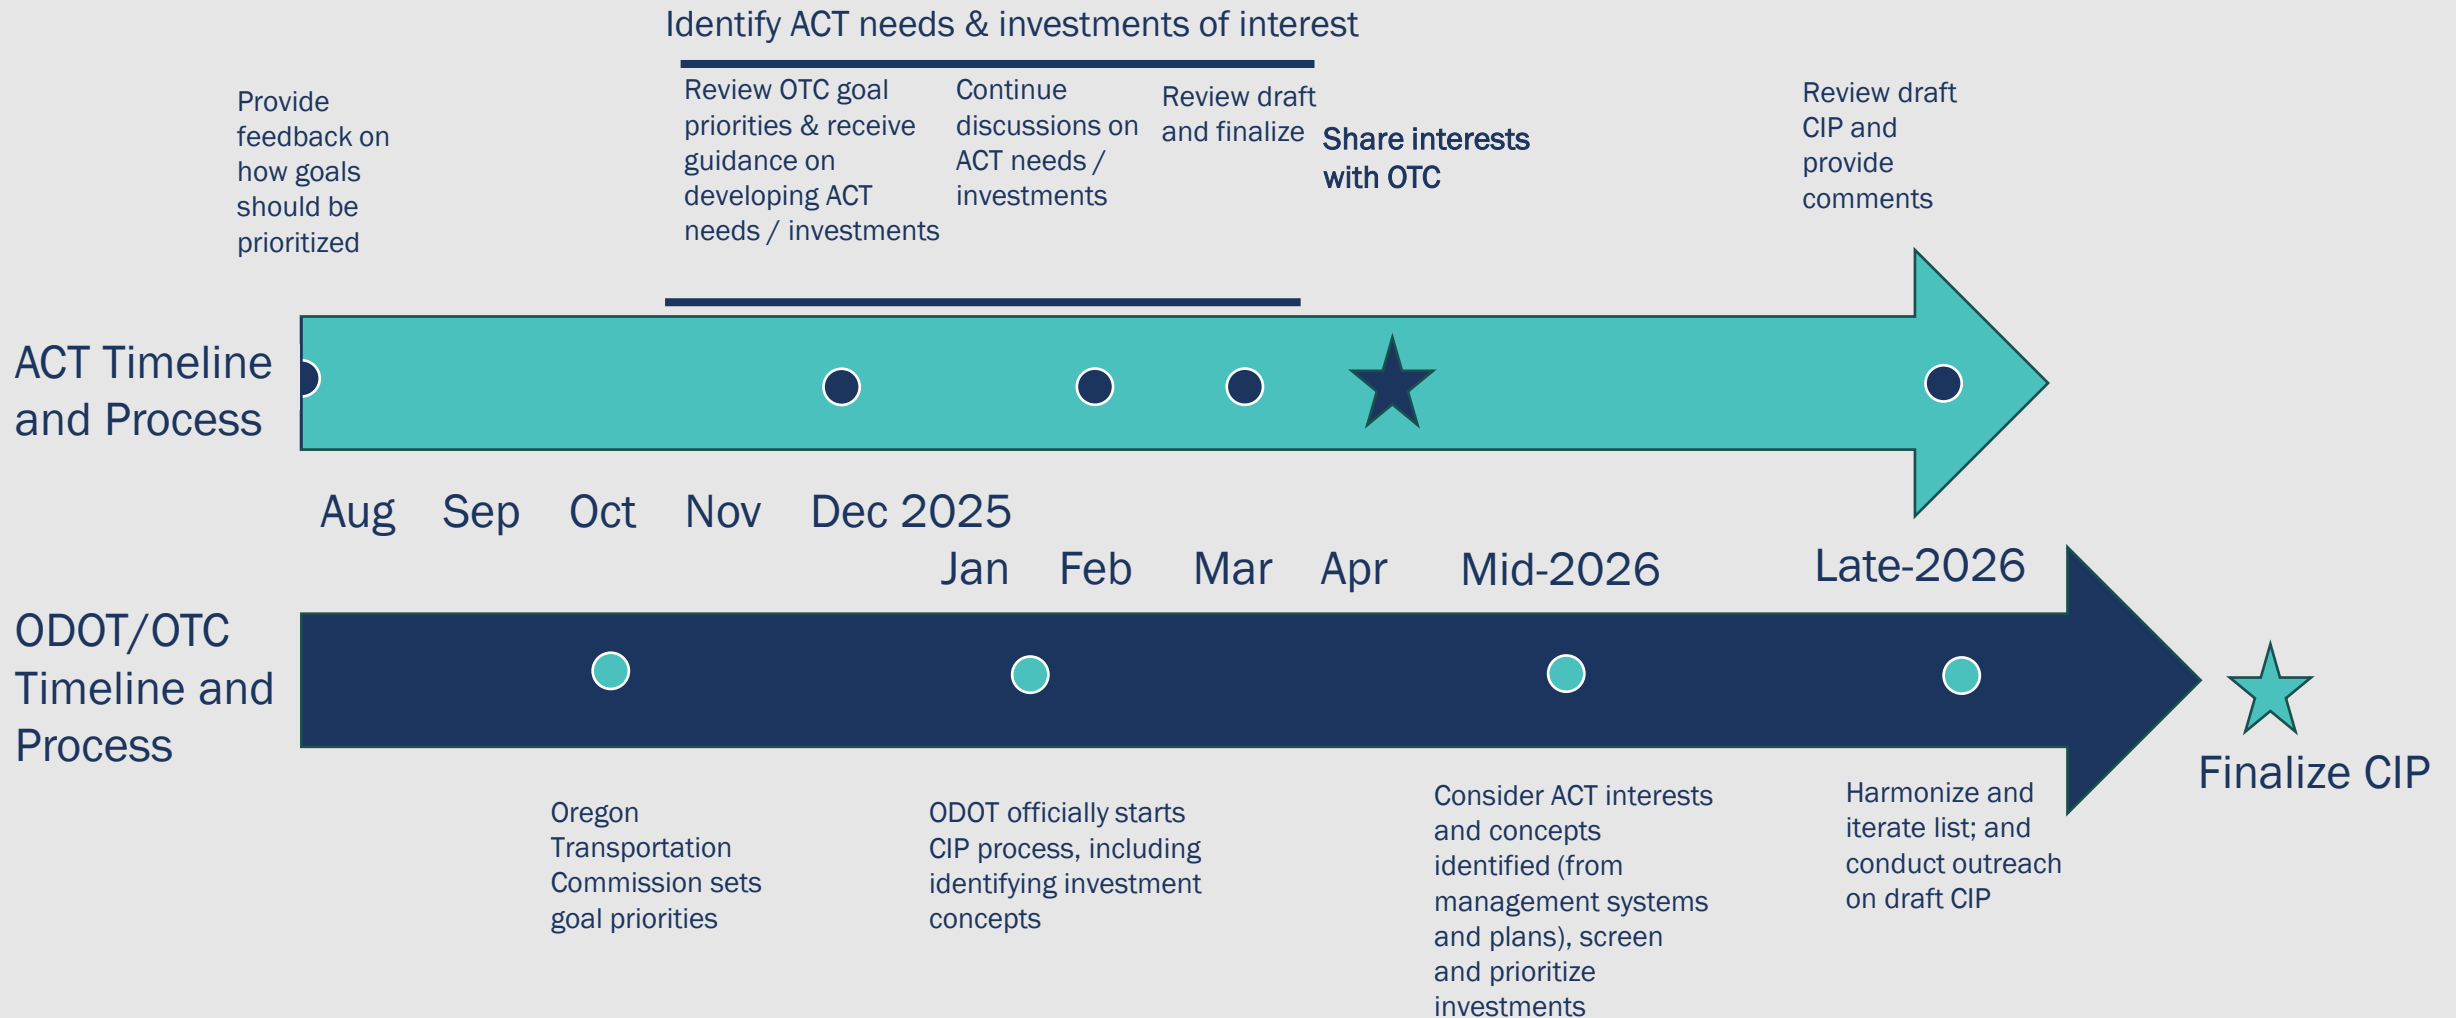 Identify ACT needs & investments of interest
Provide
feedback on
how goals
should be
prioritized
Review OTC goal
priorities & receive
guidance on
developing ACT
needs / investments
Continue
discussions on
ACT needs /
investments
Review draft
and finalize
Share interests
with OTC
Review draft
CIP and
provide
comments
ACT Timeline
and Process
Aug
Sep
Oct
Nov
Dec 2025
Jan
Feb
Mar
Apr
Mid-2026
Late-2026
ODOT/OTC
Timeline and
Process
Finalize CIP
Oregon
Transportation
Commission sets
goal priorities
ODOT officially starts
CIP process, including
identifying investment
concepts
Consider ACT interests
and concepts
identified (from
management systems
and plans), screen
and prioritize
investments
Harmonize and
iterate list; and
conduct outreach
on draft CIP